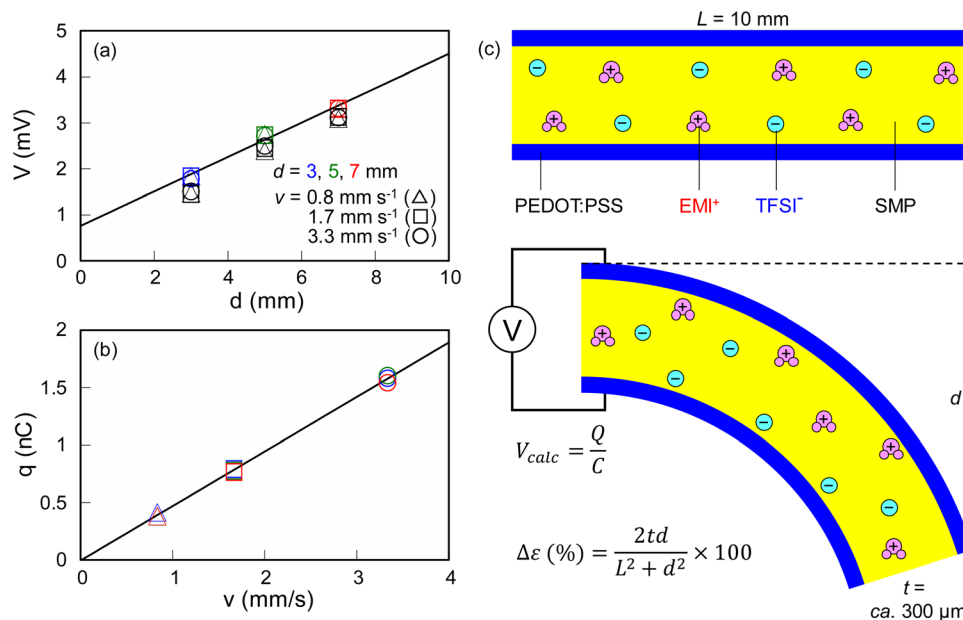 (a)
V (mV)
5
4
3
2
1
0
d = 3, 5, 7 mm
v = 0.8 mm s⁻¹ (△)
1.7 mm s⁻¹ (□)
3.3 mm s⁻¹ (○)
0 2 4 6 8 10
d (mm)
(b)
q (nC)
2
1.5
1
0.5
0
0 1 2 3 4
v (mm/s)
(c)
L = 10 mm
PEDOT:PSS EMI⁺ TFSI⁻ SMP
V
d
V_calc = Q/C
Δε (%) = 2td/(L² + d²) × 100
t =
ca. 300 μm